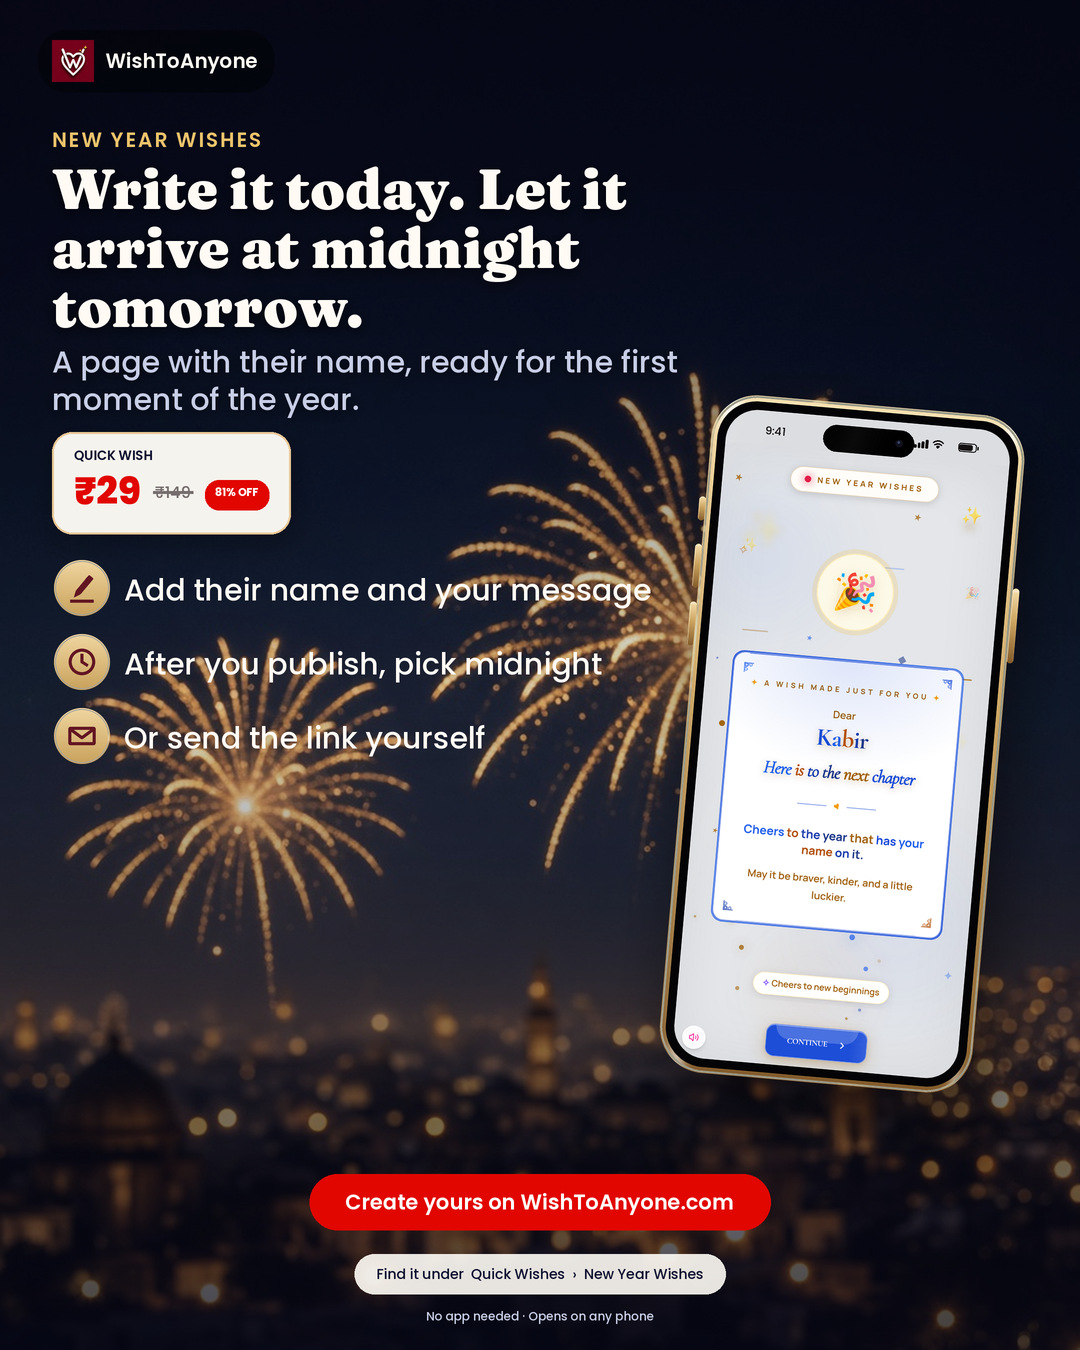 WishToAnyone
NEW YEAR WISHES
Write it today. Let it
arrive at midnight
tomorrow.
A page with their name, ready for the first
moment of the year.
QUICK WISH
₹29 ₹149 81% OFF
Add their name and your message
After you publish, pick midnight
Or send the link yourself
9:41
NEW YEAR WISHES
A WISH MADE JUST FOR YOU
Dear
Kabir
Here is to the next chapter
Cheers to the year that has your
name on it.
May it be braver, kinder, and a little
luckier.
Cheers to new beginnings
CONTINUE
Create yours on WishToAnyone.com
Find it under Quick Wishes › New Year Wishes
No app needed · Opens on any phone